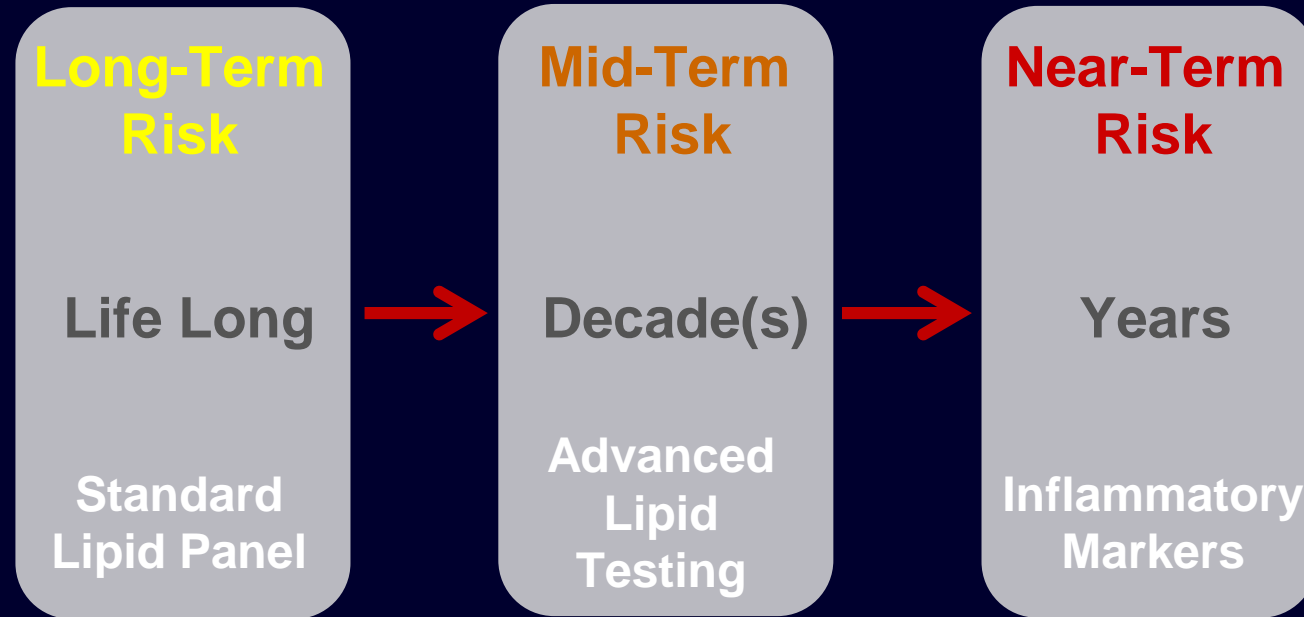 Long-Term
Risk
Life Long
Standard
Lipid Panel
Mid-Term
Risk
Decade(s)
Advanced
Lipid
Testing
Near-Term
Risk
Years
Inflammatory
Markers